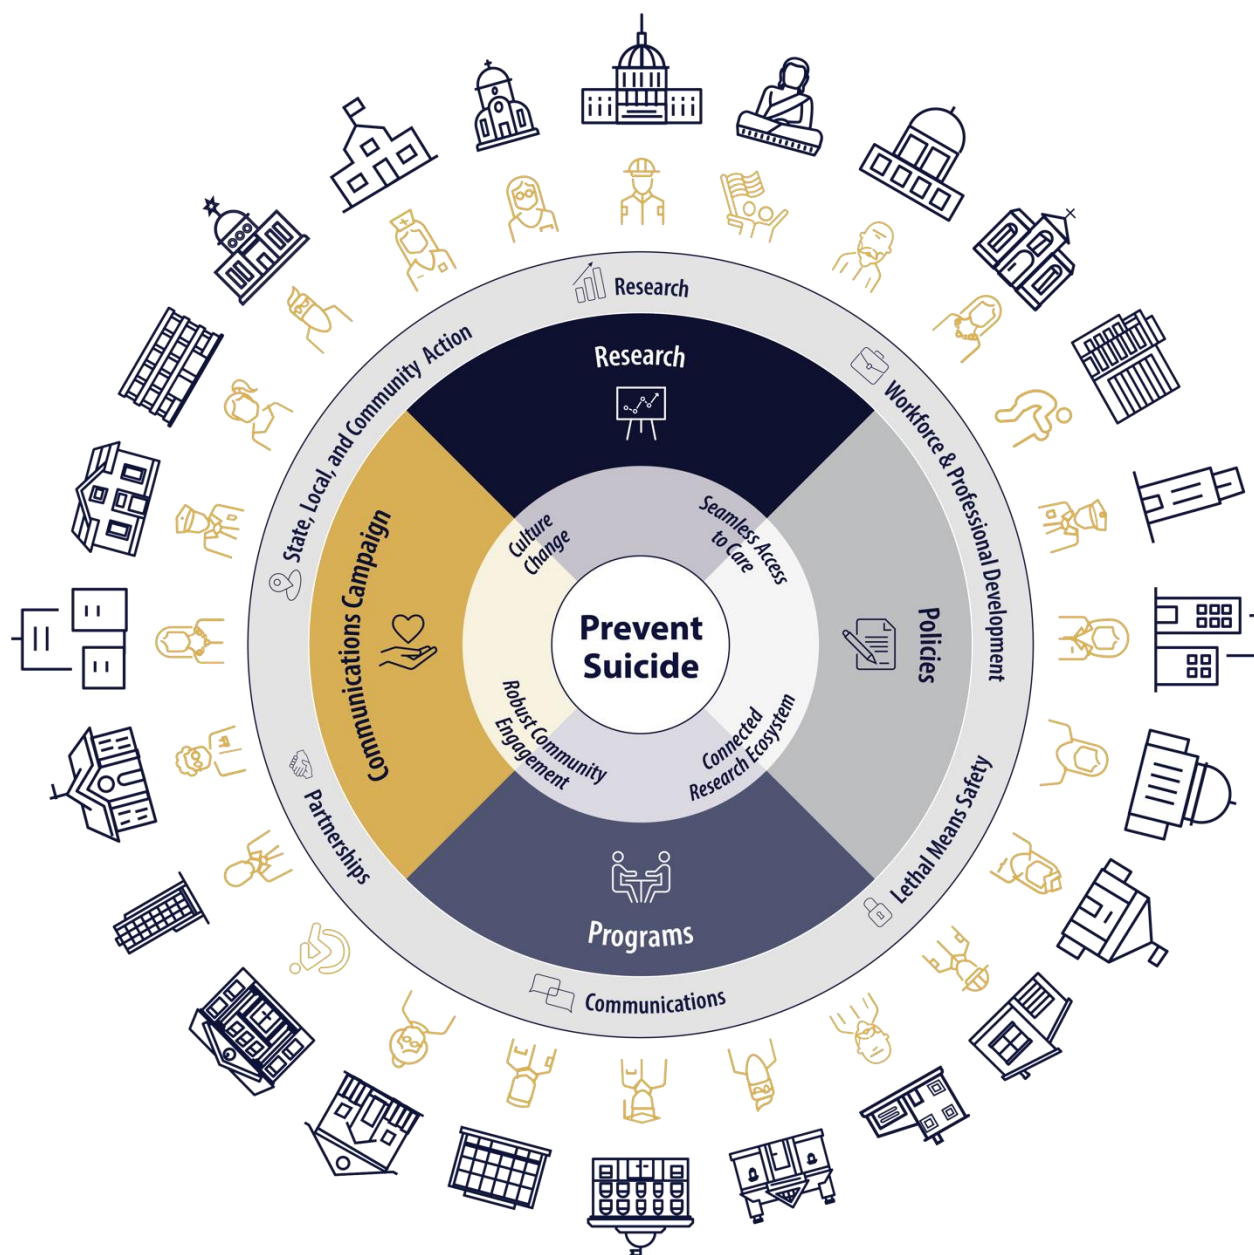 Research
State, Local, and Community Action
Workforce & Professional Development
Research
Culture
Change
Seamless Access
to Care
Communications Campaign
Prevent
Suicide
Policies
Robust Community
Engagement
Connected
Research Ecosystem
Partnerships
Lethal Means Safety
Programs
Communications